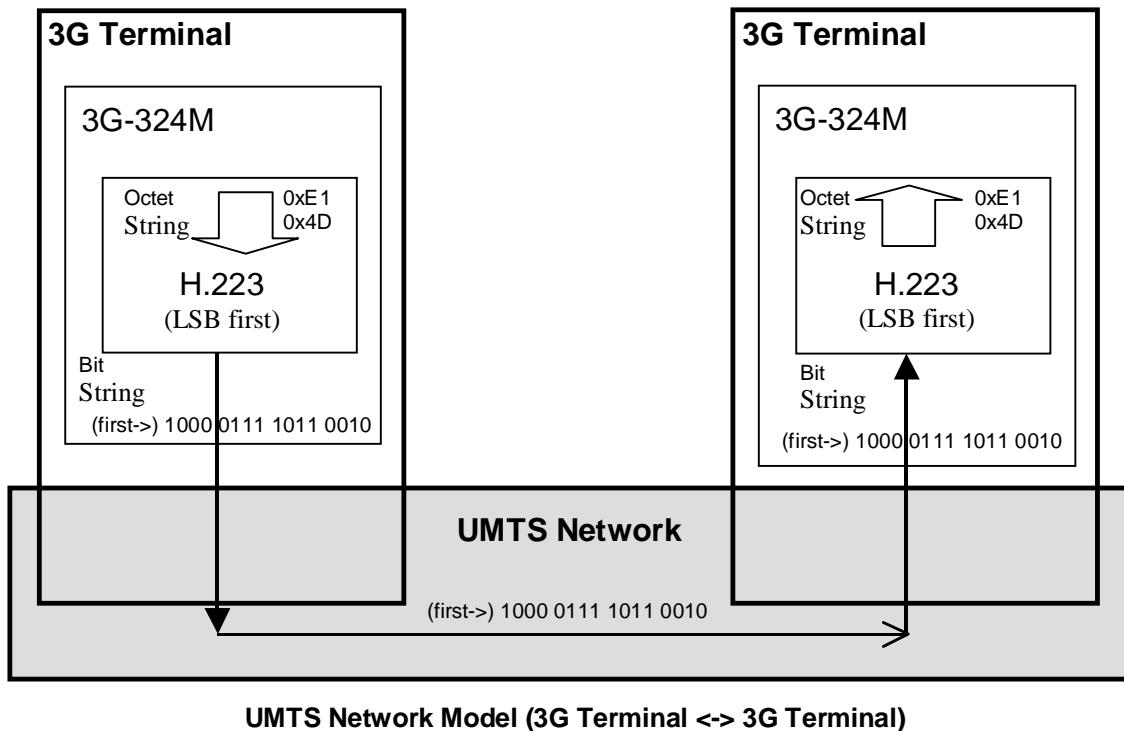 3G Terminal
3G-324M
Octet
String
0xE1
0x4D
H.223
(LSB first)
Bit
String
(first->) 1000 0111 1011 0010
3G Terminal
3G-324M
Octet
String
0xE1
0x4D
H.223
(LSB first)
Bit
String
(first->) 1000 0111 1011 0010
UMTS Network
(first->) 1000 0111 1011 0010
UMTS Network Model (3G Terminal <-> 3G Terminal)